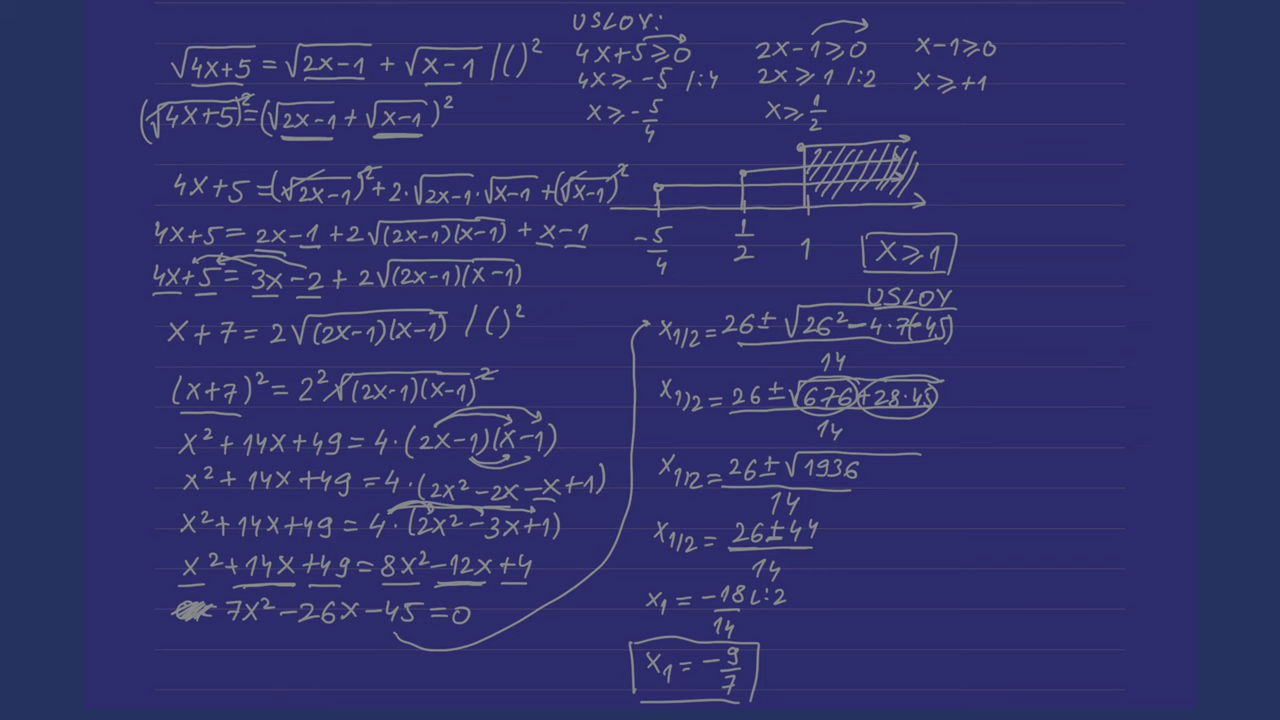 √4x+5 = √2x-1 + √x-1 /()²
(√4x+5)² = (√2x-1 + √x-1)²
4x+5 = (√2x-1)² + 2·√2x-1·√x-1 + (√x-1)²
4x+5 = 2x-1 + 2√(2x-1)(x-1) + x-1
4x+5 = 3x-2 + 2√(2x-1)(x-1)
x+7 = 2√(2x-1)(x-1) /()²
(x+7)² = 2²√(2x-1)(x-1)²
x²+14x+49 = 4·(2x-1)(x-1)
x²+14x+49 = 4·(2x²-2x-x+1)
x²+14x+49 = 4·(2x²-3x+1)
x²+14x+49 = 8x²-12x+4
7x²-26x-45=0
USLOV:
4x+5≥0 2x-1≥0 x-1≥0
4x≥-5 /:4 2x≥1 /:2 x≥+1
x≥-5/4 x≥1/2
-5/4 1/2 1 x≥1
USLOV
x1/2 = 26±√26²-4·7(-45) / 14
x1/2 = 26±√676+28·45 / 14
x1/2 = 26±√1936 / 14
x1/2 = 26±44 / 14
x1 = -18/14 /:2
x1 = -9/7